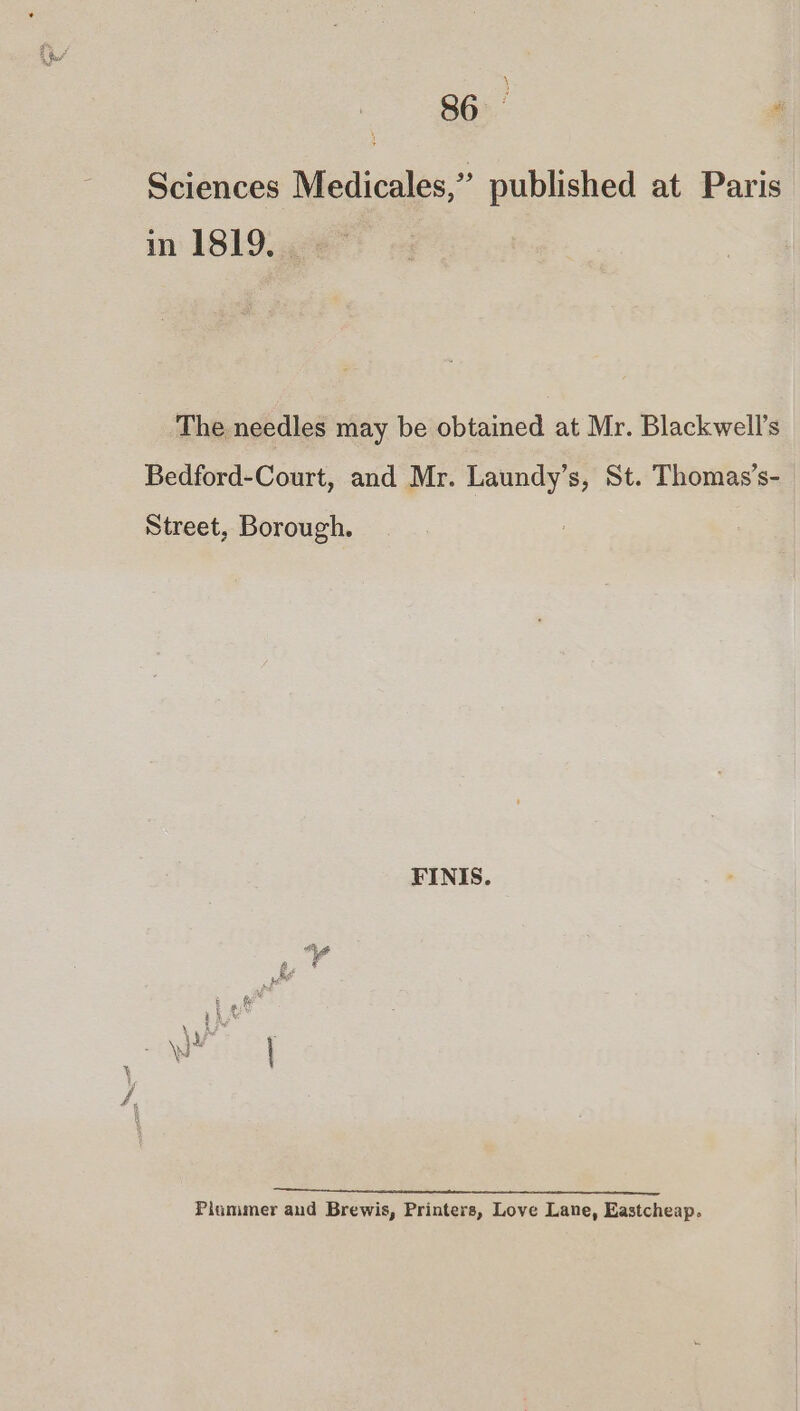 86
Sciences Medicales,” published at Paris
in 1819.
The needles may be obtained at Mr. Blackwell’s
Bedford-Court, and Mr. Laundy’s, St. Thomas’s-
Street, Borough.
FINIS.
Plummer and Brewis, Printers, Love Lane, Eastcheap.